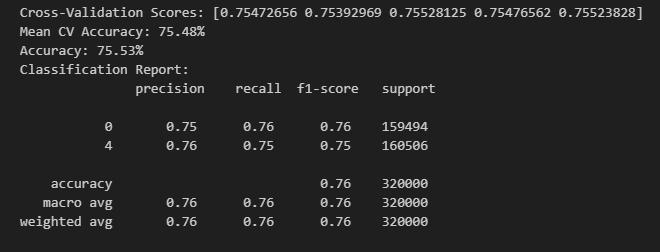 Cross-Validation Scores: [0.75472656 0.75392969 0.75528125 0.75476562 0.75523828]
Mean CV Accuracy: 75.48%
Accuracy: 75.53%
Classification Report:
precision recall f1-score support
0 0.75 0.76 0.76 159494
4 0.76 0.75 0.75 160506
accuracy 0.76 320000
macro avg 0.76 0.76 0.76 320000
weighted avg 0.76 0.76 0.76 320000